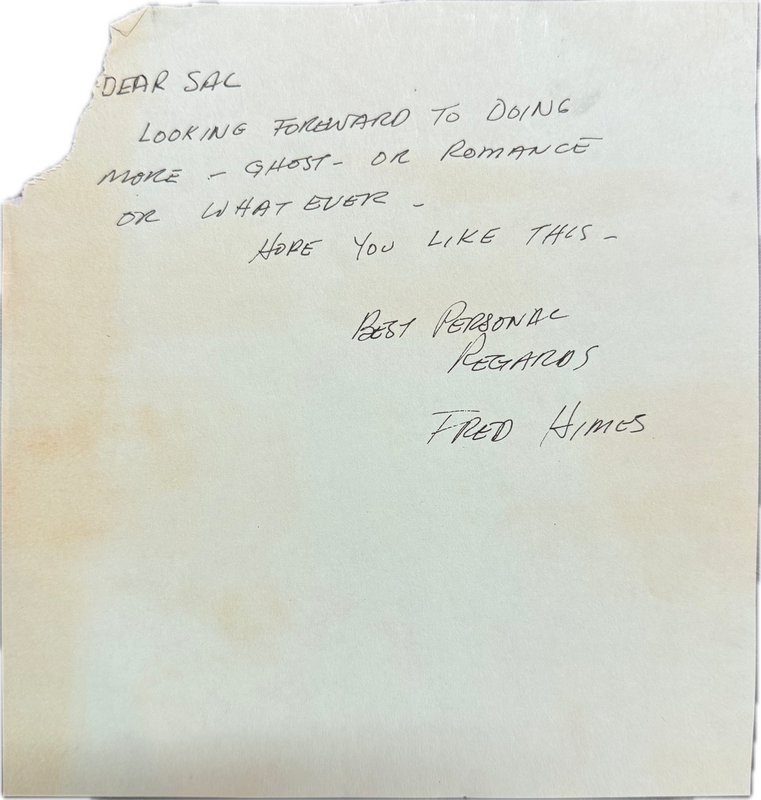 DEAR SAL
LOOKING FOREWARD TO DOING
MORE - GHOST - OR ROMANCE
OR WHAT EVER -
HOPE YOU LIKE THIS -
BEST PERSONAL
REGARDS
FRED HIMES